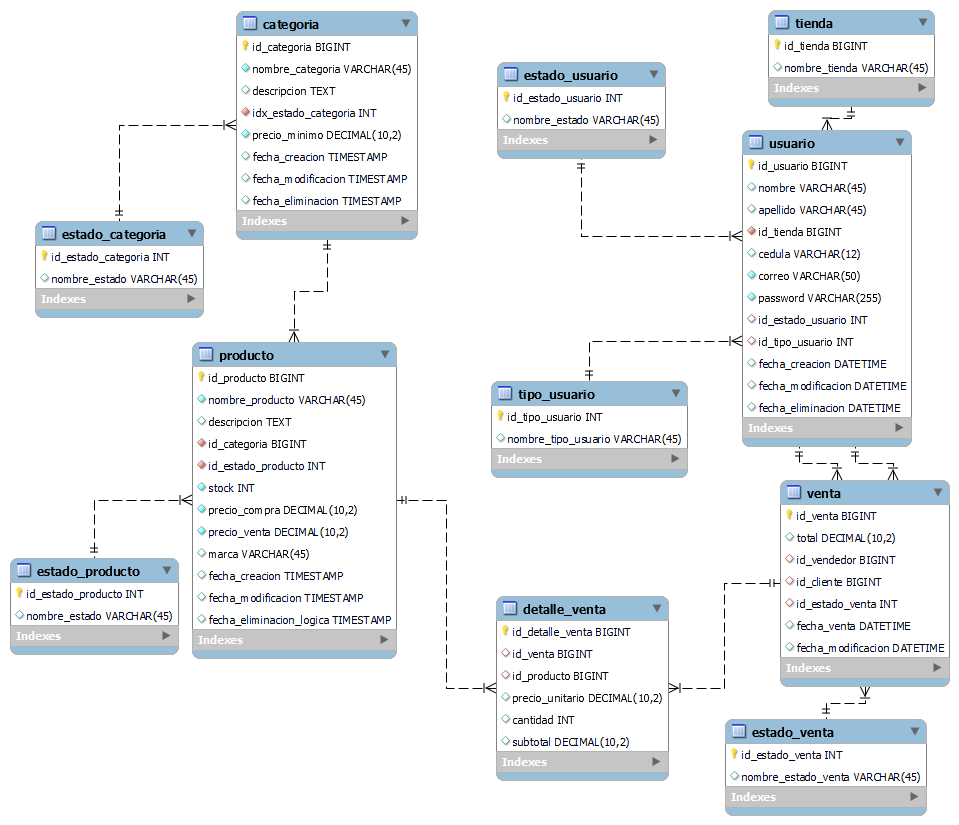 categoria
id_categoria BIGINT
nombre_categoria VARCHAR(45)
descripcion TEXT
idx_estado_categoria INT
precio_minimo DECIMAL(10,2)
fecha_creacion TIMESTAMP
fecha_modificacion TIMESTAMP
fecha_eliminacion TIMESTAMP
Indexes
estado_usuario
id_estado_usuario INT
nombre_estado VARCHAR(45)
Indexes
tienda
id_tienda BIGINT
nombre_tienda VARCHAR(45)
Indexes
usuario
id_usuario BIGINT
nombre VARCHAR(45)
apellido VARCHAR(45)
id_tienda BIGINT
cedula VARCHAR(12)
correo VARCHAR(50)
password VARCHAR(255)
id_estado_usuario INT
id_tipo_usuario INT
fecha_creacion DATETIME
fecha_modificacion DATETIME
fecha_eliminacion DATETIME
Indexes
estado_categoria
id_estado_categoria INT
nombre_estado VARCHAR(45)
Indexes
producto
id_producto BIGINT
nombre_producto VARCHAR(45)
descripcion TEXT
id_categoria BIGINT
id_estado_producto INT
stock INT
precio_compra DECIMAL(10,2)
precio_venta DECIMAL(10,2)
marca VARCHAR(45)
fecha_creacion TIMESTAMP
fecha_modificacion TIMESTAMP
fecha_eliminacion_logica TIMESTAMP
Indexes
tipo_usuario
id_tipo_usuario INT
nombre_tipo_usuario VARCHAR(45)
Indexes
venta
id_venta BIGINT
total DECIMAL(10,2)
id_vendedor BIGINT
id_cliente BIGINT
id_estado_venta INT
fecha_venta DATETIME
fecha_modificacion DATETIME
Indexes
estado_producto
id_estado_producto INT
nombre_estado VARCHAR(45)
Indexes
detalle_venta
id_detalle_venta BIGINT
id_venta BIGINT
id_producto BIGINT
precio_unitario DECIMAL(10,2)
cantidad INT
subtotal DECIMAL(10,2)
Indexes
estado_venta
id_estado_venta INT
nombre_estado_venta VARCHAR(45)
Indexes